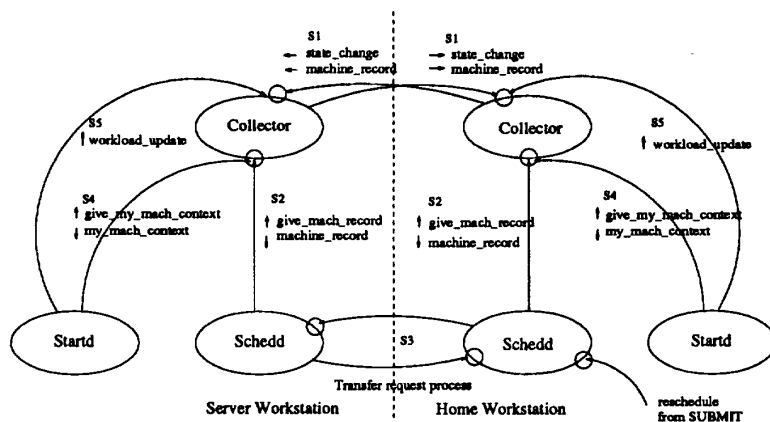 S1
← state_change
← machine_record
S1
→ state_change
→ machine_record
Collector
Collector
S5
↑ workload_update
S5
↑ workload_update
S4
↑ give_my_mach_context
↓ my_mach_context
S2
↑ give_mach_record
↓ machine_record
S2
↑ give_mach_record
↓ machine_record
S4
↑ give_my_mach_context
↓ my_mach_context
Startd
Schedd
S3
Schedd
Startd
Transfer request process
Server Workstation
Home Workstation
reschedule
from SUBMIT